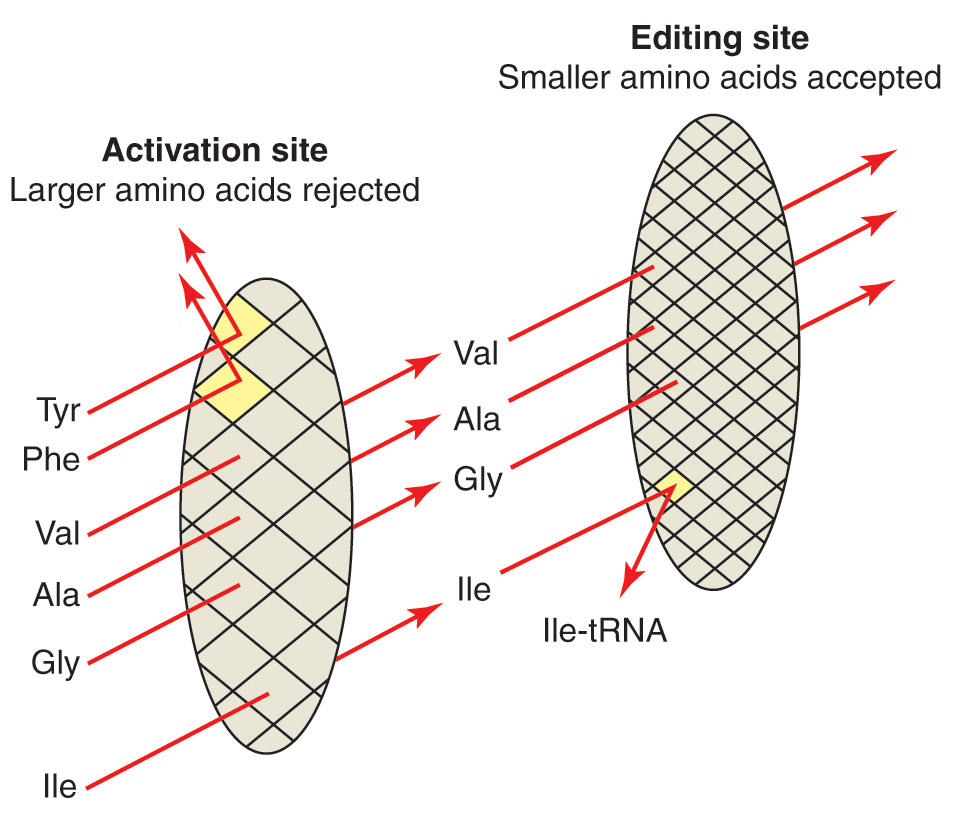 Editing site
Smaller amino acids accepted
Activation site
Larger amino acids rejected
Tyr
Phe
Val
Ala
Gly
Ile
Val
Ala
Gly
Ile
Ile-tRNA